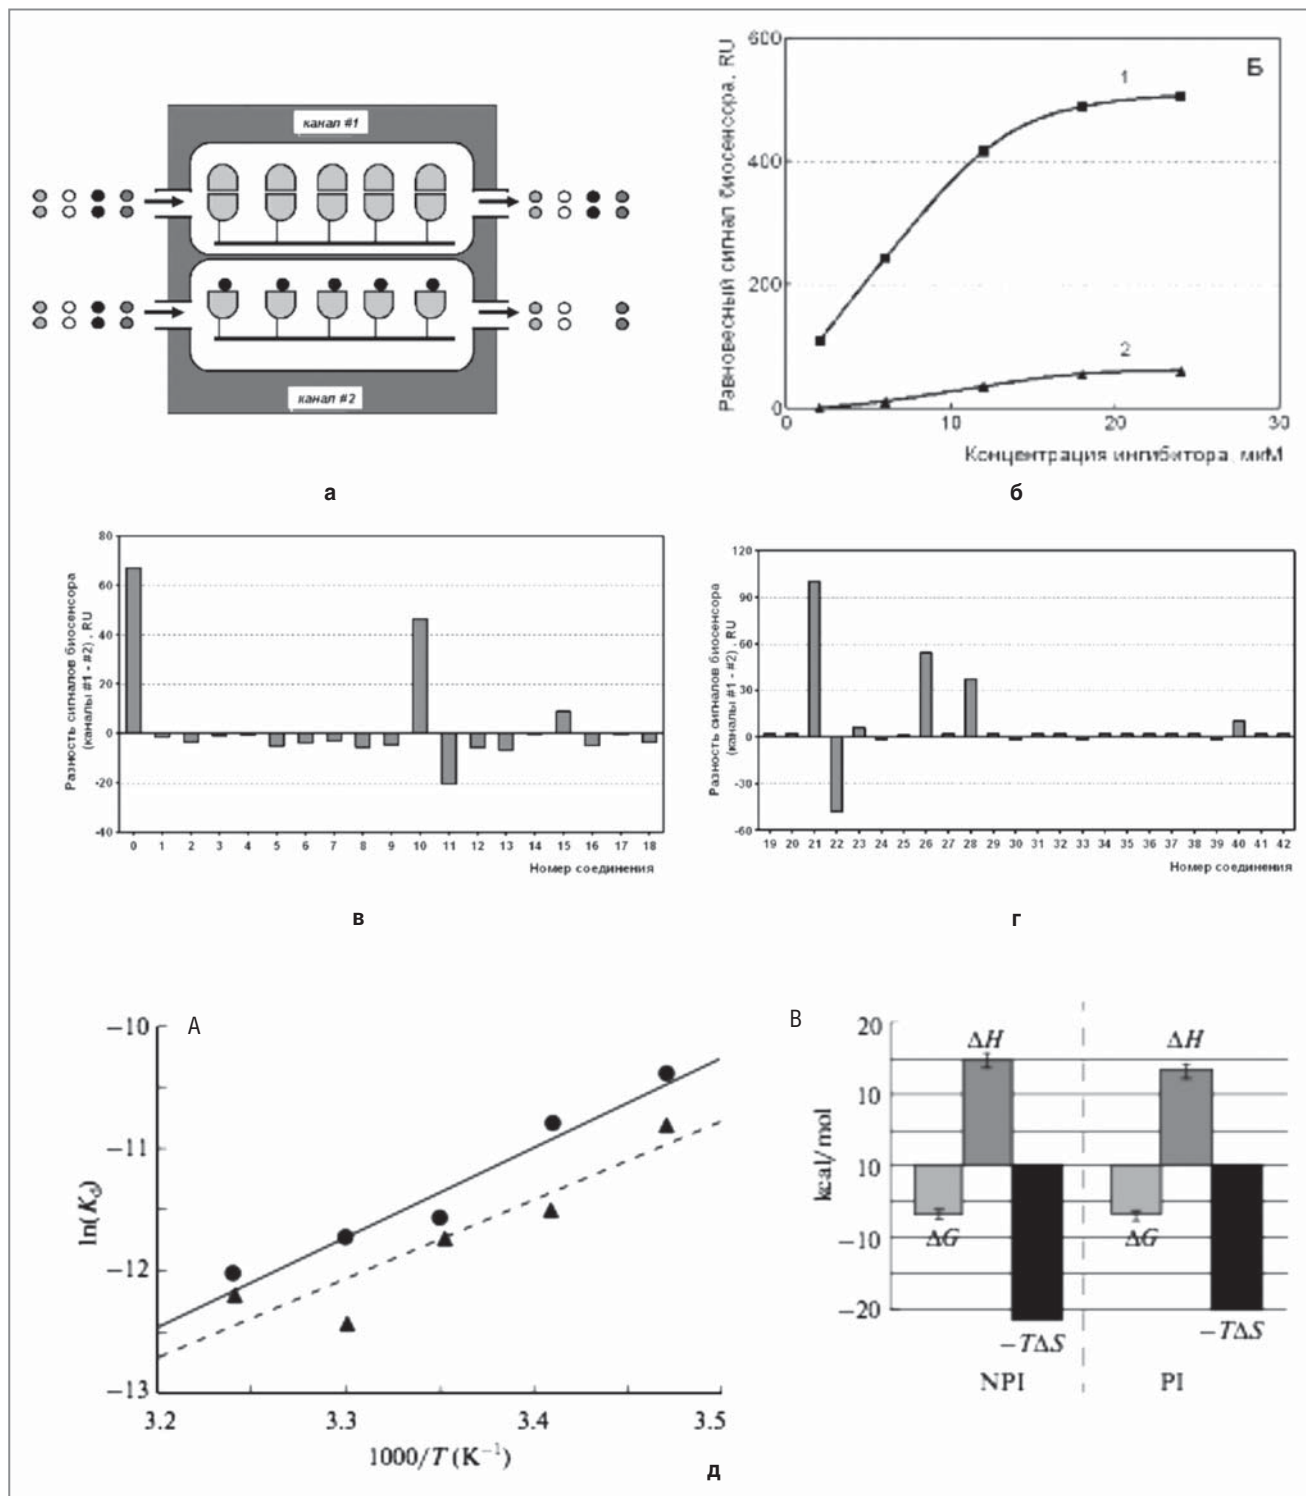 канал #1
канал #2
а
Равновесный сигнал биосенсора, RU
600
400
200
0
0
10
20
30
1
2
Б
Концентрация ингибитора, мкМ
б
Разность сигналов биосенсора
(каналы #1 - #2), RU
80
60
40
20
0
-20
-40
0 1 2 3 4 5 6 7 8 9 10 11 12 13 14 15 16 17 18
Номер соединения
в
Разность сигналов биосенсора
(каналы #1 - #2), RU
120
90
60
30
0
-30
-60
19 20 21 22 23 24 25 26 27 28 29 30 31 32 33 34 35 36 37 38 39 40 41 42
Номер соединения
г
A
ln(Kd)
−10
−11
−12
−13
3.2 3.3 3.4 3.5
1000/T (K⁻¹)
B
kcal/mol
20
10
10
−10
−20
ΔH
ΔG
−TΔS
NPI
ΔH
ΔG
−TΔS
PI
д